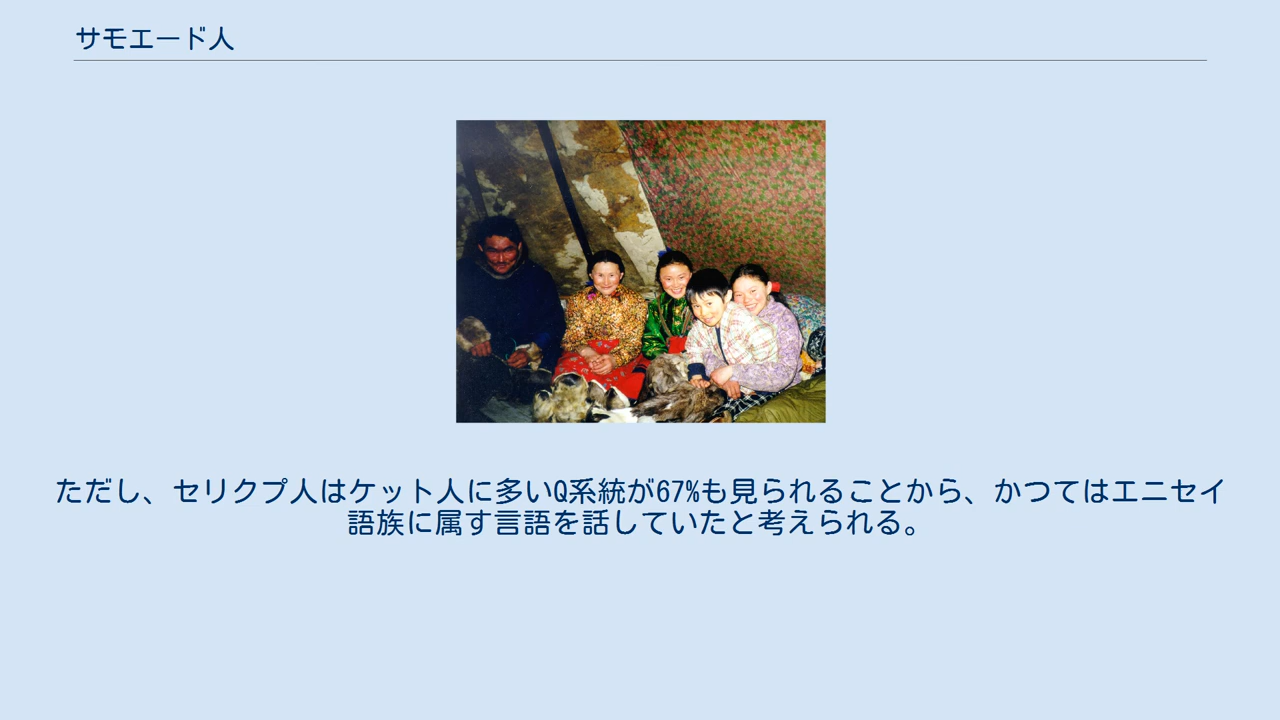 サモエード人
ただし、セリクプ人はケット人に多いQ系統が67%も見られることから、かつてはエニセイ
語族に属す言語を話していたと考えられる。